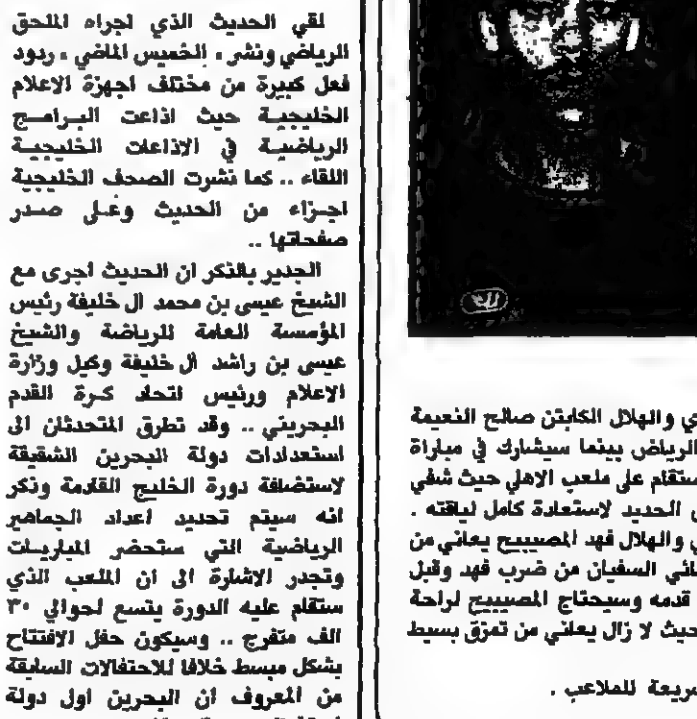 لقي الحديث الذي اجراه الملحق
الرياضي ونشر ، الخميس الماضي ، ردود
فعل كبيرة من مختلف اجهزة الاعلام
الخليجية حيث اذاعت البرامج
الرياضية في الاذاعات الخليجية
اللقاء .. كما نشرت الصحف الخليجية
اجزاء من الحديث وعلى صدر
صفحاتها ..
الجدير بالذكر ان الحديث اجرى مع
الشيخ عيسى بن محمد آل خليفة رئيس
المؤسسة العامة للرياضة والشيخ
عيسى بن راشد آل خليفة وكيل وزارة
الاعلام ورئيس اتحاد كرة القدم
البحريني .. وقد تطرق المتحدثان الى
استعدادات دولة البحرين الشقيقة
لاستضافة دورة الخليج القادمة وذكر
انه سيتم تحديد اعداد الجماهير
الرياضية التي ستحضر المباريات
وتجدر الاشارة الى ان الملعب الذي
ستقام عليه الدورة يتسع لحوالي ٣٠
الف متفرج .. وسيكون حفل الافتتاح
بشكل مبسط خلافا للاحتفالات السابقة
من المعروف ان البحرين اول دولة
ي والهلال الكابتن صالح النعيمة
الرياض بينما سيشارك في مباراة
ستقام على ملعب الاهلي حيث شفي
الحديد لاستعادة كامل لياقته .
ي والهلال فهد المصيبيح يعاني من
اني السفيان من ضرب فهد وقبل
قدمه وسيحتاج المصيبيح لراحة
حيث لا زال يعاني من تمزق بسيط
سريعة للملاعب .